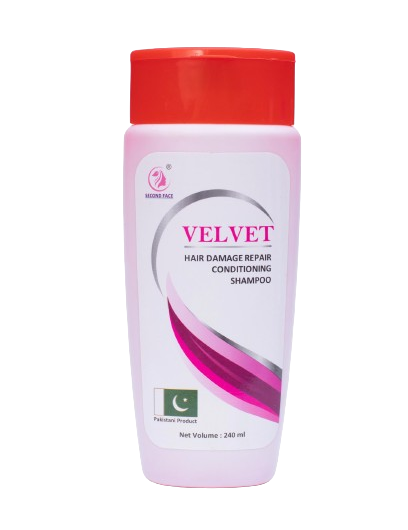 ®
SECOND FACE
VELVET
HAIR DAMAGE REPAIR
CONDITIONING
SHAMPOO
Pakistani Product
Net Volume : 240 ml